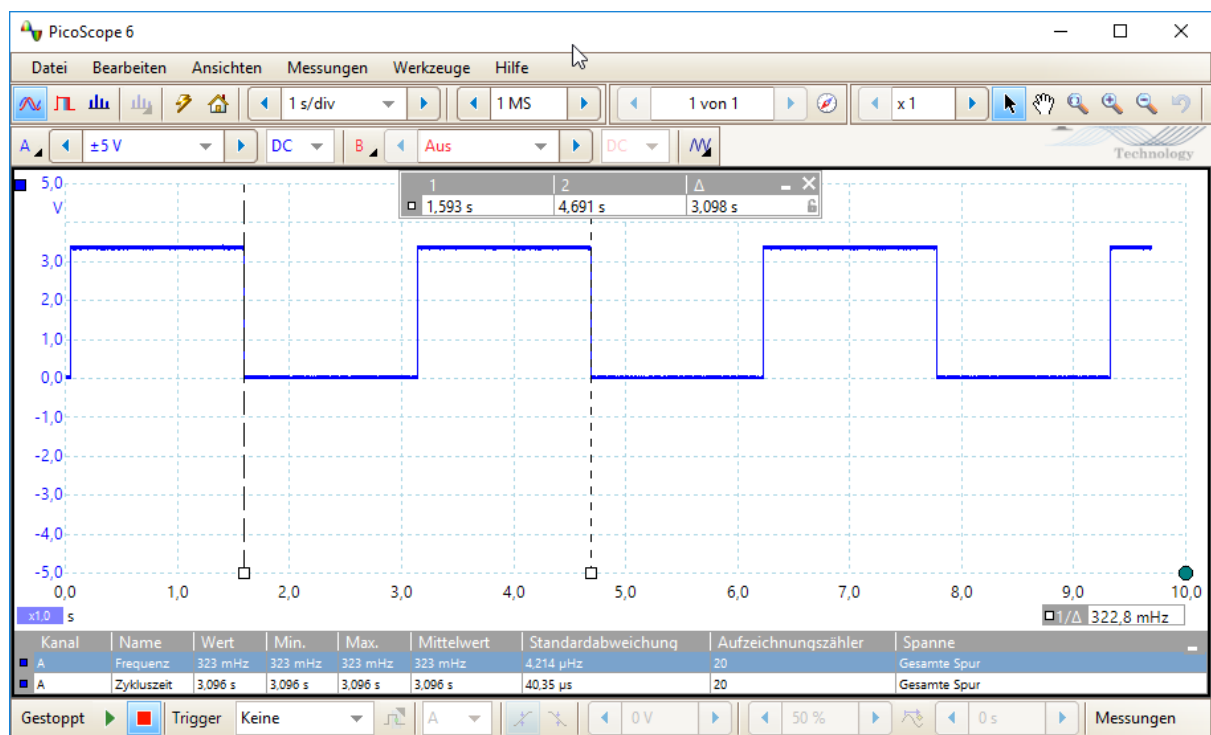 PicoScope 6
Datei Bearbeiten Ansichten Messungen Werkzeuge Hilfe
1 s/div 1 MS 1 von 1 x 1
A ±5 V DC B Aus DC
Technology
5,0
V
3,0
2,0
1,0
0,0
-1,0
-2,0
-3,0
-4,0
-5,0
1 2 Δ
1,593 s 4,691 s 3,098 s
0,0 1,0 2,0 3,0 4,0 5,0 6,0 7,0 8,0 9,0 10,0
x1,0 s
1/Δ 322,8 mHz
Kanal Name Wert Min. Max. Mittelwert Standardabweichung Aufzeichnungszähler Spanne
A Frequenz 323 mHz 323 mHz 323 mHz 323 mHz 4,214 µHz 20 Gesamte Spur
A Zykluszeit 3,096 s 3,096 s 3,096 s 3,096 s 40,35 µs 20 Gesamte Spur
Gestoppt Trigger Keine A 0 V 50 % 0 s Messungen